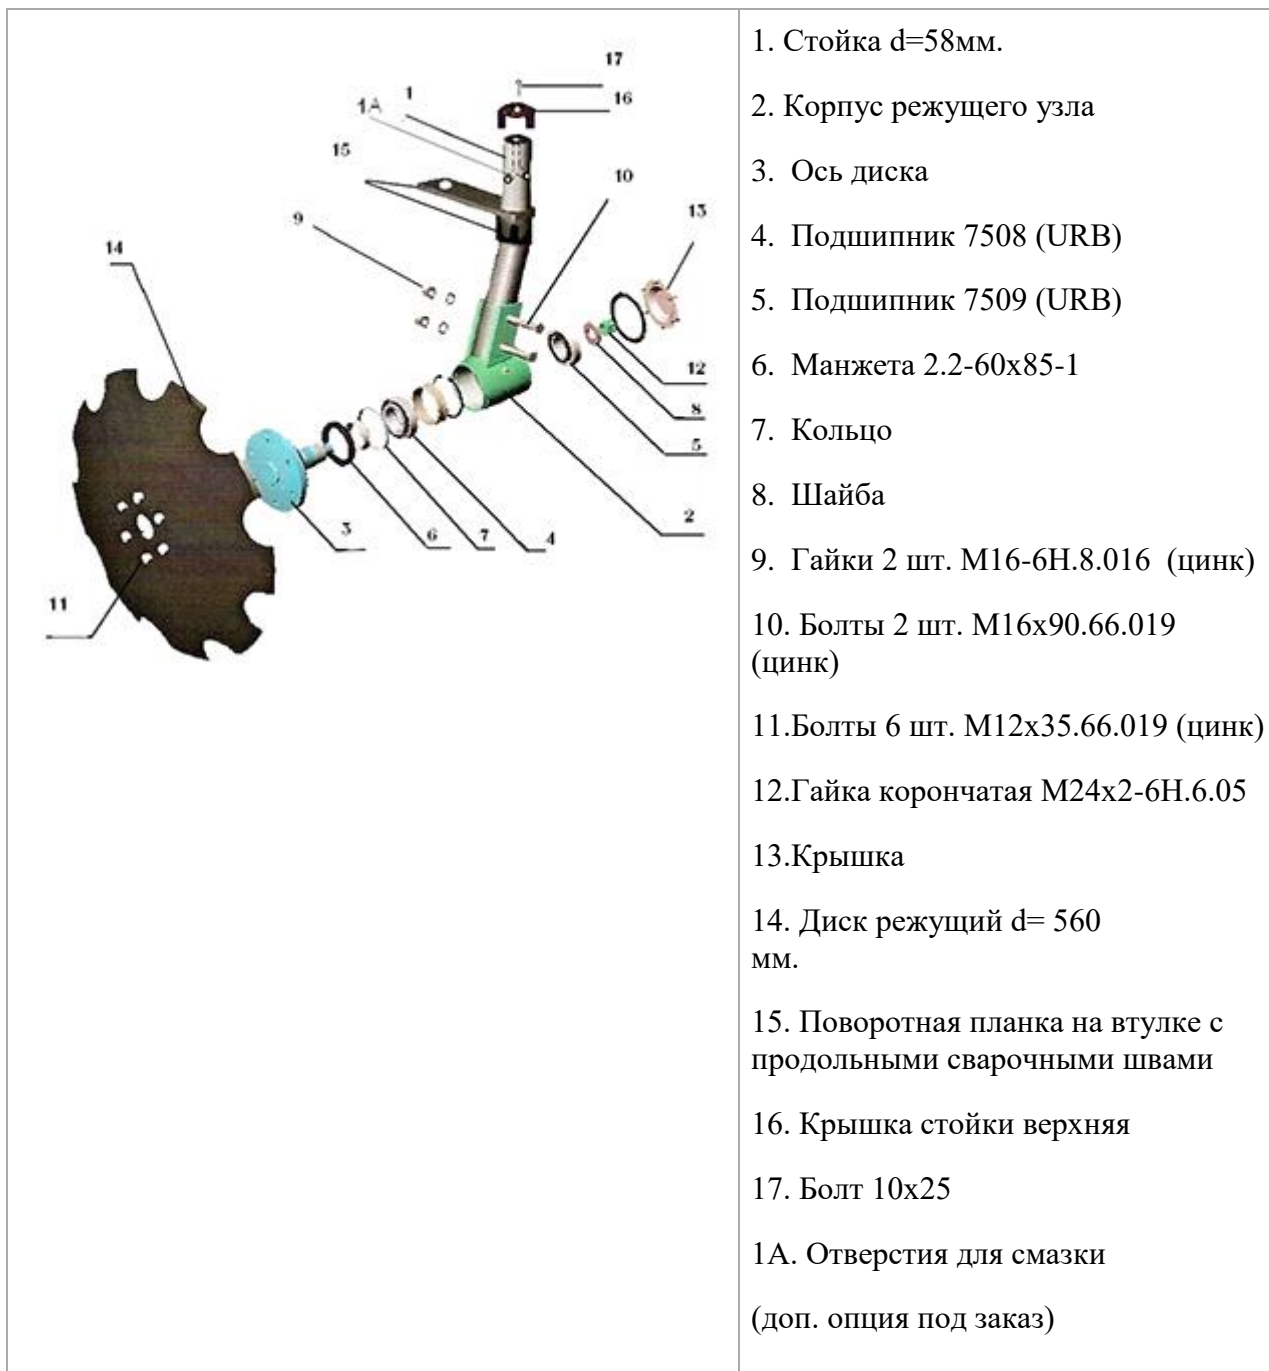 17
1
1A
16
15
10
13
9
14
12
8
5
2
3
6
7
4
11
1. Стойка d=58мм.
2. Корпус режущего узла
3. Ось диска
4. Подшипник 7508 (URB)
5. Подшипник 7509 (URB)
6. Манжета 2.2-60х85-1
7. Кольцо
8. Шайба
9. Гайки 2 шт. М16-6Н.8.016 (цинк)
10. Болты 2 шт. М16х90.66.019
(цинк)
11.Болты 6 шт. М12х35.66.019 (цинк)
12.Гайка корончатая М24х2-6Н.6.05
13.Крышка
14. Диск режущий d= 560
мм.
15. Поворотная планка на втулке с
продольными сварочными швами
16. Крышка стойки верхняя
17. Болт 10х25
1А. Отверстия для смазки
(доп. опция под заказ)